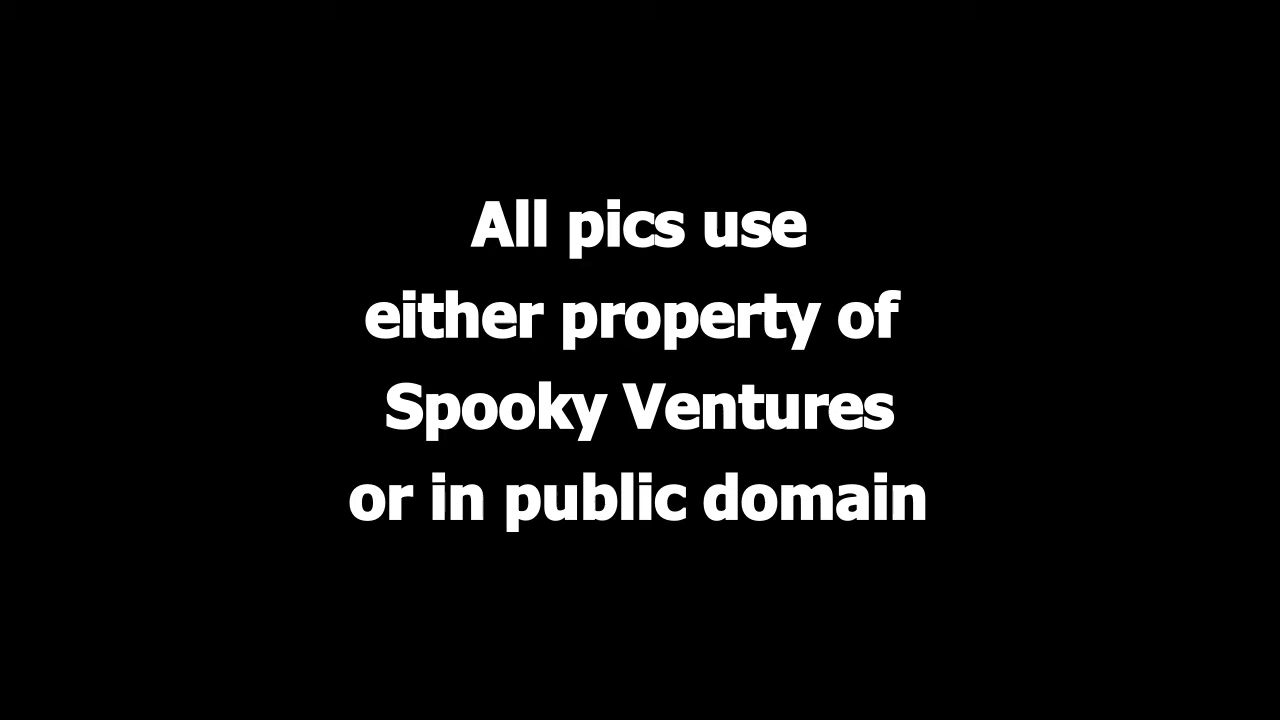 All pics use
either property of
Spooky Ventures
or in public domain